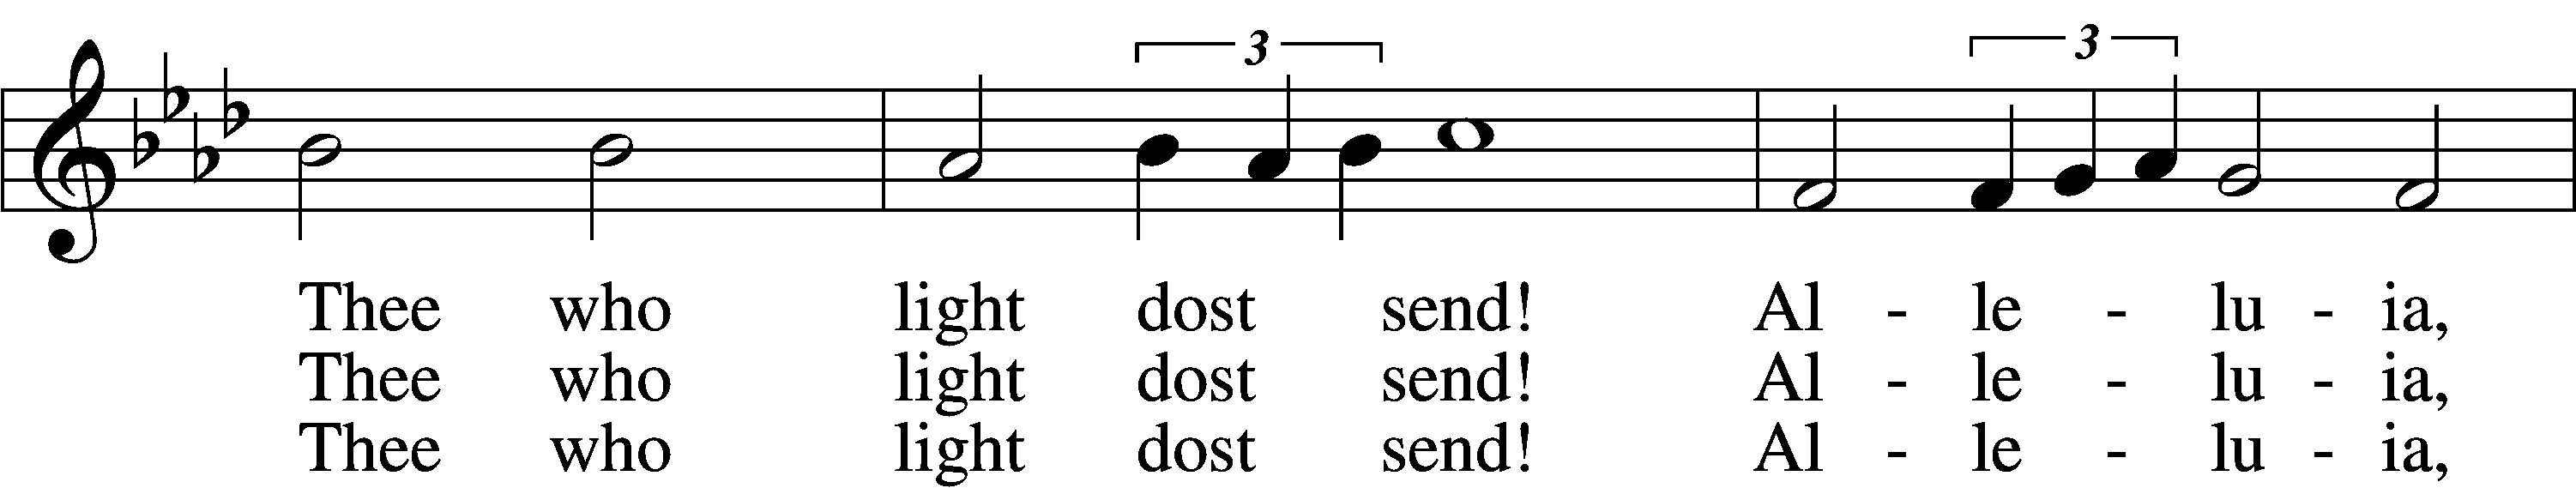 3 3
Thee who light dost send! Al - le - lu - ia,
Thee who light dost send! Al - le - lu - ia,
Thee who light dost send! Al - le - lu - ia,